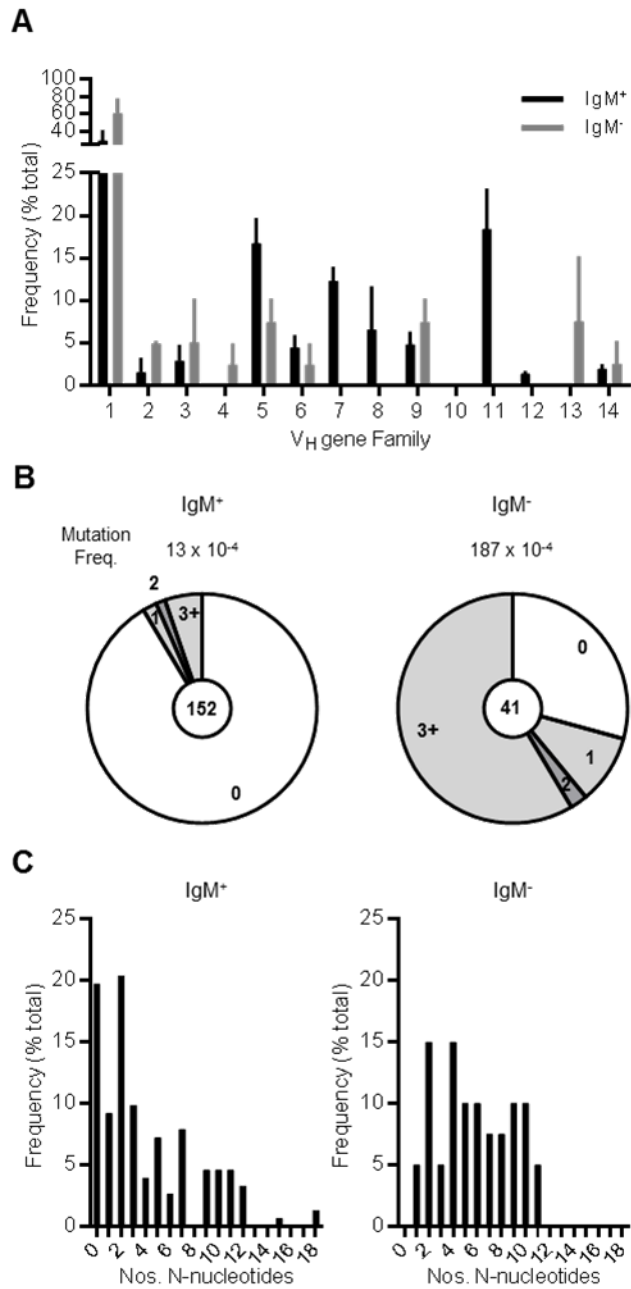 A
100
80
60
40
25
20
15
10
5
0
Frequency (% total)
IgM+
IgM-
1 2 3 4 5 6 7 8 9 10 11 12 13 14
VH gene Family
B
IgM+ IgM-
Mutation Freq. 13 x 10-4 187 x 10-4
2
1
3+
152
0
0
3+
41
1
2
C
IgM+
25
20
15
10
5
0
Frequency (% total)
0 2 4 6 8 10 12 14 16 18
Nos. N-nucleotides
IgM-
25
20
15
10
5
0
Frequency (% total)
0 2 4 6 8 10 12 14 16 18
Nos. N-nucleotides